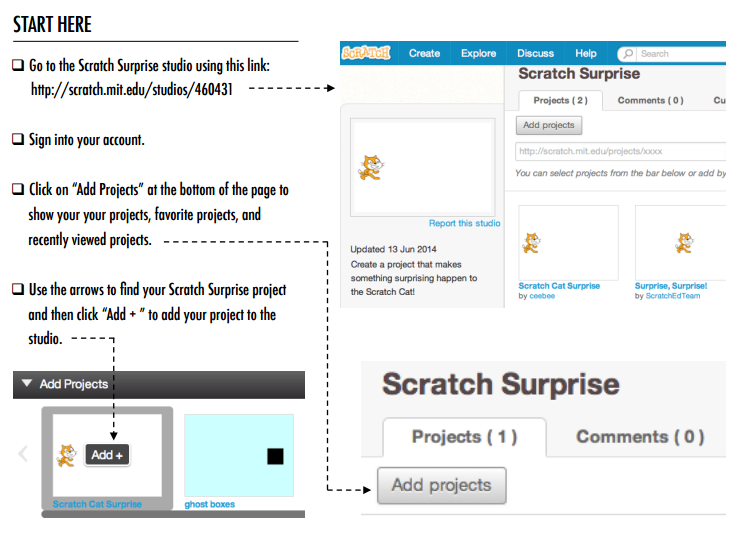 START HERE
❑ Go to the Scratch Surprise studio using this link:
http://scratch.mit.edu/studios/460431
❑ Sign into your account.
❑ Click on “Add Projects” at the bottom of the page to
show your your projects, favorite projects, and
recently viewed projects.
❑ Use the arrows to find your Scratch Surprise project
and then click “Add + ” to add your project to the
studio.
Add Projects
Add +
Scratch Cat Surprise
ghost boxes
SCRATCH Create Explore Discuss Help Search
Scratch Surprise
Projects ( 2 ) Comments ( 0 ) Cu
Add projects
http://scratch.mit.edu/projects/xxxx
You can select projects from the bar below or add by
Report this studio
Updated 13 Jun 2014
Create a project that makes
something surprising happen to
the Scratch Cat!
Scratch Cat Surprise
by ceebee
Surprise, Surprise!
by ScratchEdTeam
Scratch Surprise
Projects ( 1 ) Comments ( 0 )
Add projects